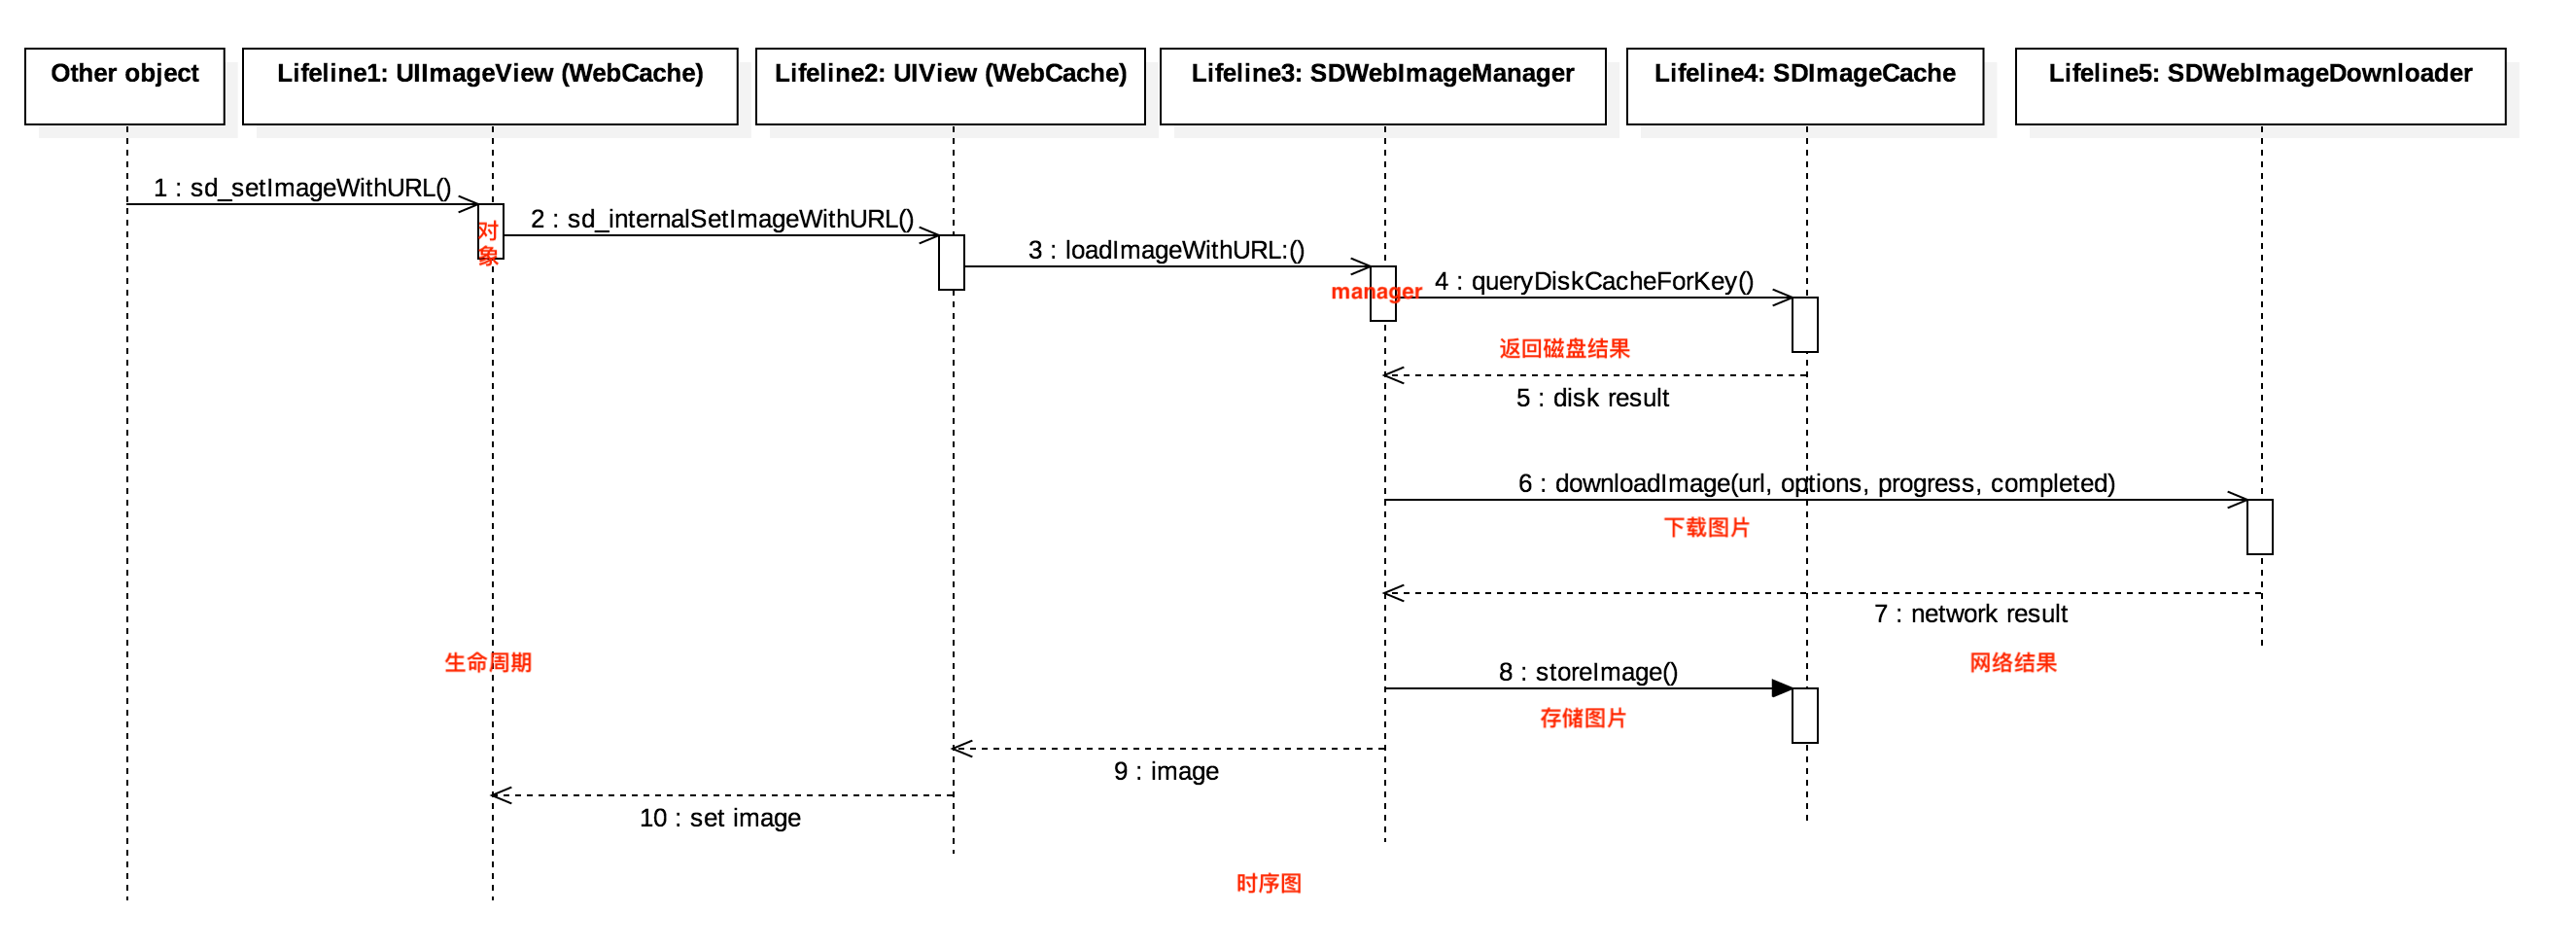 Other object
Lifeline1: UIImageView (WebCache)
Lifeline2: UIView (WebCache)
Lifeline3: SDWebImageManager
Lifeline4: SDImageCache
Lifeline5: SDWebImageDownloader
1 : sd_setImageWithURL()
对
象
2 : sd_internalSetImageWithURL()
3 : loadImageWithURL:()
manager
4 : queryDiskCacheForKey()
返回磁盘结果
5 : disk result
6 : downloadImage(url, options, progress, completed)
下载图片
7 : network result
生命周期
网络结果
8 : storeImage()
存储图片
9 : image
10 : set image
时序图